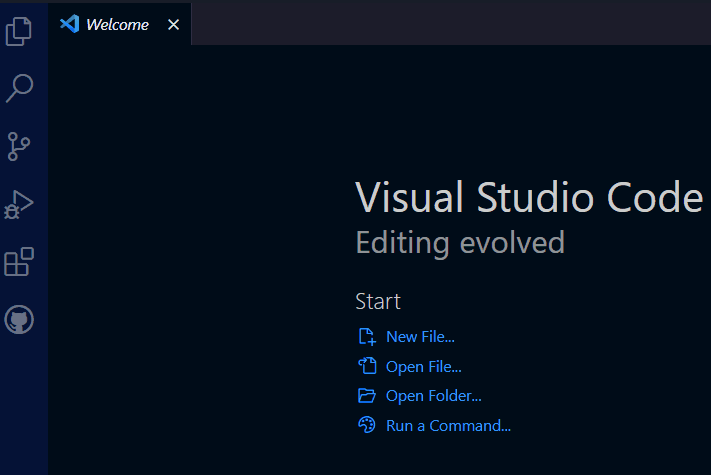 Welcome
Visual Studio Code
Editing evolved
Start
New File...
Open File...
Open Folder...
Run a Command...